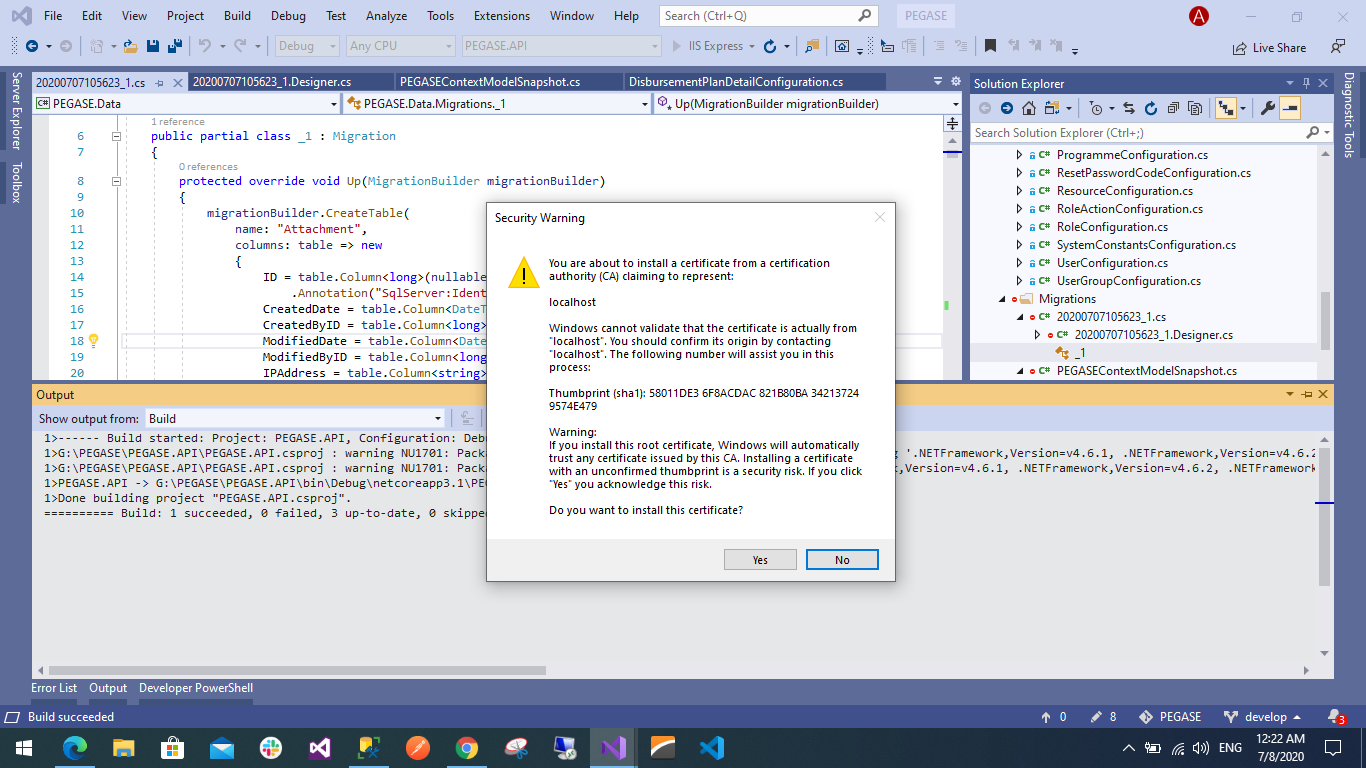 File Edit View Project Build Debug Test Analyze Tools Extensions Window Help Search (Ctrl+Q) PEGASE A
Debug Any CPU PEGASE.API IIS Express Live Share
20200707105623_1.cs 20200707105623_1.Designer.cs PEGASEContextModelSnapshot.cs DisbursementPlanDetailConfiguration.cs
PEGASE.Data PEGASE.Data.Migrations._1 Up(MigrationBuilder migrationBuilder)
Server Explorer
Toolbox
1 reference
6 public partial class _1 : Migration
7 {
0 references
8 protected override void Up(MigrationBuilder migrationBuilder)
9 {
10 migrationBuilder.CreateTable(
11 name: "Attachment",
12 columns: table => new
13 {
14 ID = table.Column<long>(nullable
15 .Annotation("SqlServer:Ident
16 CreatedDate = table.Column<DateT
17 CreatedByID = table.Column<long>
18 ModifiedDate = table.Column<Date
19 ModifiedByID = table.Column<long
20 IPAddress = table.Column<string>
Solution Explorer
Search Solution Explorer (Ctrl+;)
C# ProgrammeConfiguration.cs
C# ResetPasswordCodeConfiguration.cs
C# ResourceConfiguration.cs
C# RoleActionConfiguration.cs
C# RoleConfiguration.cs
C# SystemConstantsConfiguration.cs
C# UserConfiguration.cs
C# UserGroupConfiguration.cs
Migrations
C# 20200707105623_1.cs
C# 20200707105623_1.Designer.cs
_1
C# PEGASEContextModelSnapshot.cs
Diagnostic Tools
Security Warning
You are about to install a certificate from a certification
authority (CA) claiming to represent:
localhost
Windows cannot validate that the certificate is actually from
"localhost". You should confirm its origin by contacting
"localhost". The following number will assist you in this
process:
Thumbprint (sha1): 58011DE3 6F8ACDAC 821B80BA 34213724
9574E479
Warning:
If you install this root certificate, Windows will automatically
trust any certificate issued by this CA. Installing a certificate
with an unconfirmed thumbprint is a security risk. If you click
"Yes" you acknowledge this risk.
Do you want to install this certificate?
Yes No
Output
Show output from: Build
1>------ Build started: Project: PEGASE.API, Configuration: Deb
1>G:\PEGASE\PEGASE.API\PEGASE.API.csproj : warning NU1701: Packa g '.NETFramework,Version=v4.6.1, .NETFramework,Version=v4.6.2
1>G:\PEGASE\PEGASE.API\PEGASE.API.csproj : warning NU1701: Packa k,Version=v4.6.1, .NETFramework,Version=v4.6.2, .NETFramework
1>PEGASE.API -> G:\PEGASE\PEGASE.API\bin\Debug\netcoreapp3.1\PEG
1>Done building project "PEGASE.API.csproj".
========== Build: 1 succeeded, 0 failed, 3 up-to-date, 0 skipped
Error List Output Developer PowerShell
Build succeeded 0 8 PEGASE develop 3
ENG 12:22 AM
7/8/2020